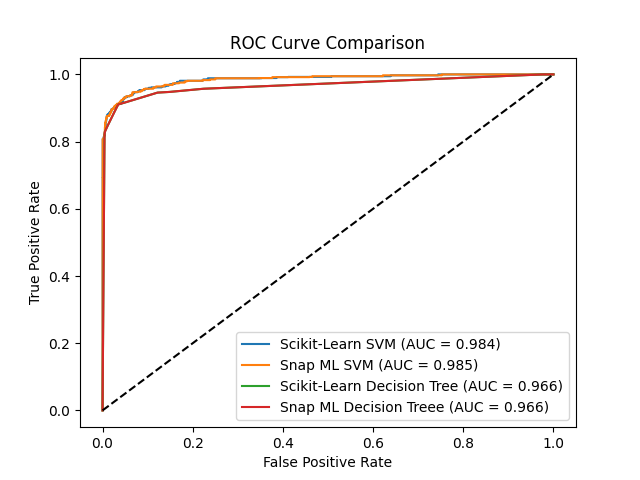 ROC Curve Comparison
1.0
0.8
0.6
0.4
0.2
0.0
True Positive Rate
Scikit-Learn SVM (AUC = 0.984)
Snap ML SVM (AUC = 0.985)
Scikit-Learn Decision Tree (AUC = 0.966)
Snap ML Decision Treee (AUC = 0.966)
0.0 0.2 0.4 0.6 0.8 1.0
False Positive Rate